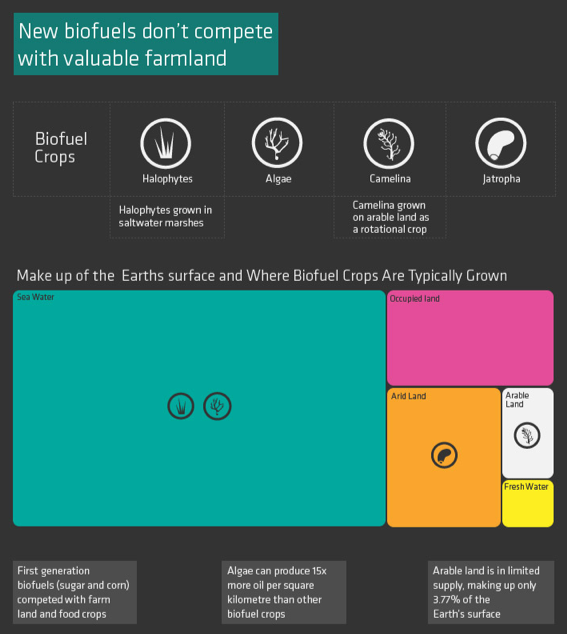 New biofuels don't compete
with valuable farmland
Biofuel
Crops
Halophytes
Algae
Camelina
Jatropha
Halophytes grown in
saltwater marshes
Camelina grown
on arable land as
a rotational crop
Make up of the Earths surface and Where Biofuel Crops Are Typically Grown
Sea Water
Occupied land
Arid Land
Arable
Land
Fresh Water
First generation
biofuels (sugar and corn)
competed with farm
land and food crops
Algae can produce 15x
more oil per square
kilometre than other
biofuel crops
Arable land is in limited
supply, making up only
3.77% of the
Earth's surface